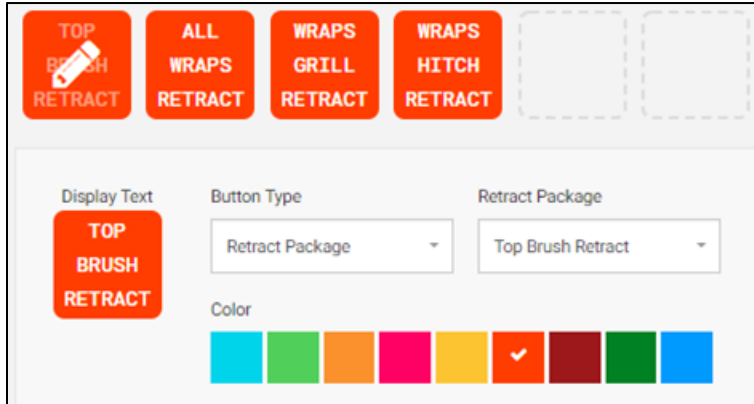 TOP
BRUSH
RETRACT
ALL
WRAPS
RETRACT
WRAPS
GRILL
RETRACT
WRAPS
HITCH
RETRACT
Display Text
Button Type
Retract Package
TOP
BRUSH
RETRACT
Retract Package
Top Brush Retract
Color